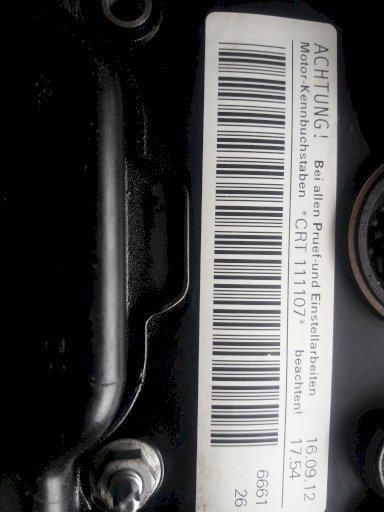 ACHTUNG! Bei allen Pruef-und Einstellarbeiten 16.09.12
Motor-Kennbuchstaben *CRT 111107* beachten! 17.54
6661
26